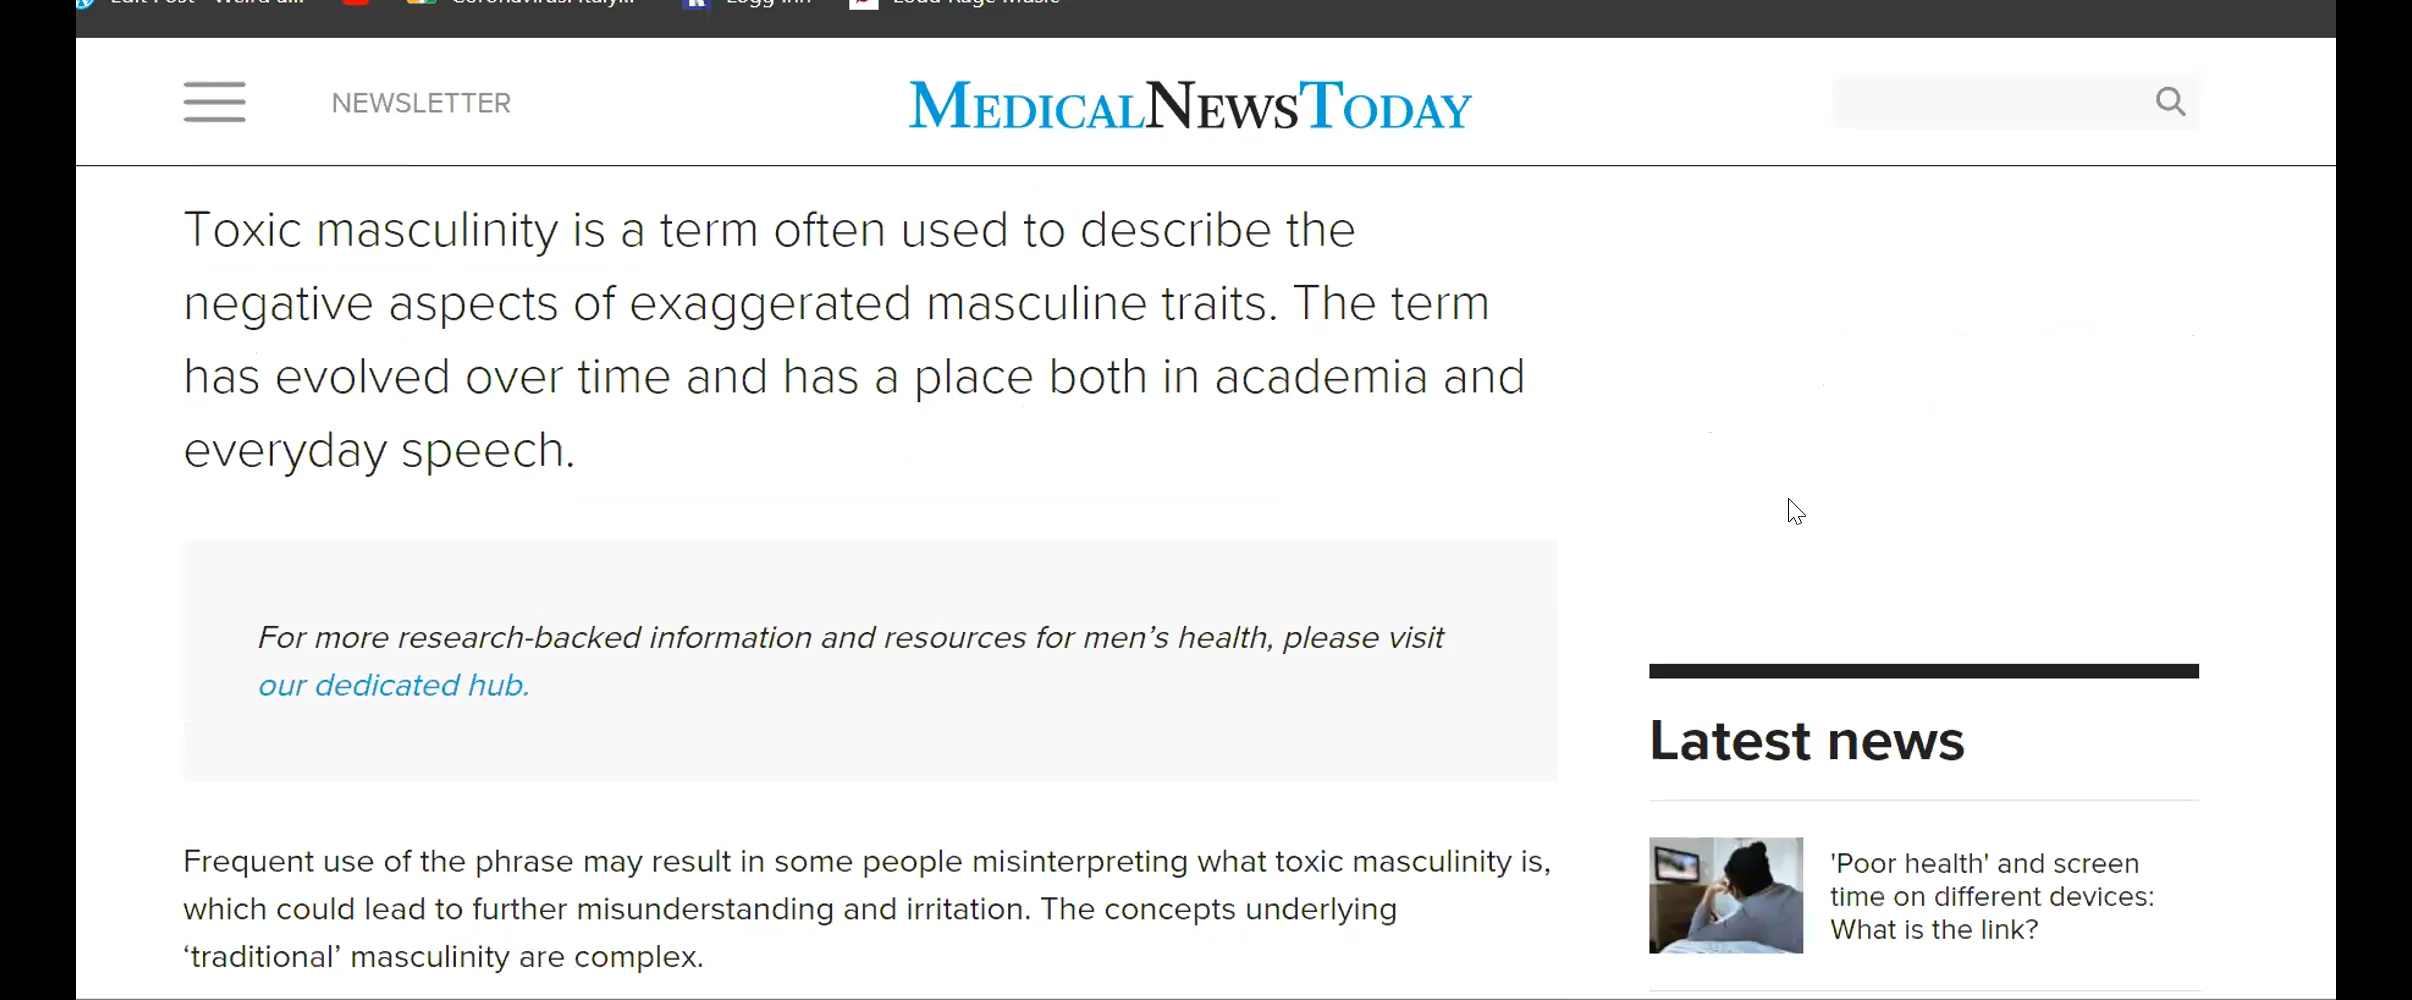 NEWSLETTER
MEDICALNEWSTODAY
Toxic masculinity is a term often used to describe the
negative aspects of exaggerated masculine traits. The term
has evolved over time and has a place both in academia and
everyday speech.
For more research-backed information and resources for men’s health, please visit
our dedicated hub.
Frequent use of the phrase may result in some people misinterpreting what toxic masculinity is,
which could lead to further misunderstanding and irritation. The concepts underlying
‘traditional’ masculinity are complex.
Latest news
'Poor health' and screen
time on different devices:
What is the link?